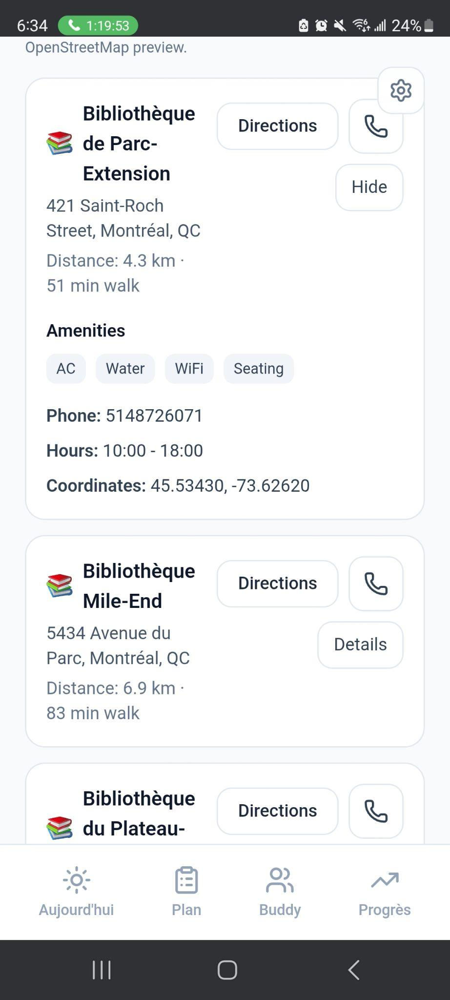 6:34 1:19:53 24%
OpenStreetMap preview.
Bibliothèque
de Parc-
Extension
Directions
Hide
421 Saint-Roch
Street, Montréal, QC
Distance: 4.3 km ·
51 min walk
Amenities
AC Water WiFi Seating
Phone: 5148726071
Hours: 10:00 - 18:00
Coordinates: 45.53430, -73.62620
Bibliothèque
Mile-End
Directions
Details
5434 Avenue du
Parc, Montréal, QC
Distance: 6.9 km ·
83 min walk
Bibliothèque
du Plateau-
Directions
Aujourd'hui Plan Buddy Progrès